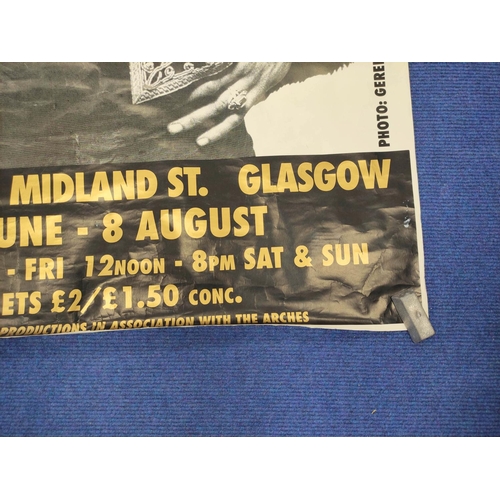 MIDLAND ST. GLASGOW
UNE - 8 AUGUST
- FRI 12NOON - 8PM SAT & SUN
ETS £2/£1.50 CONC.
PRODUCTIONS IN ASSOCIATION WITH THE ARCHES
PHOTO: GERE